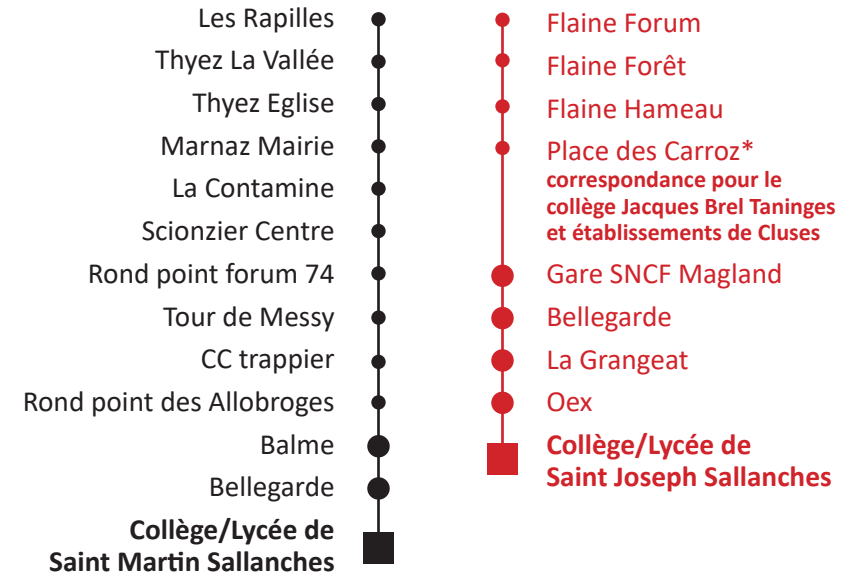 Les Rapilles
Thyez La Vallée
Thyez Eglise
Marnaz Mairie
La Contamine
Scionzier Centre
Rond point forum 74
Tour de Messy
CC trappier
Rond point des Allobroges
Balme
Bellegarde
Collège/Lycée de
Saint Martin Sallanches
Flaine Forum
Flaine Forêt
Flaine Hameau
Place des Carroz*
correspondance pour le
collège Jacques Brel Taninges
et établissements de Cluses
Gare SNCF Magland
Bellegarde
La Grangeat
Oex
Collège/Lycée de
Saint Joseph Sallanches